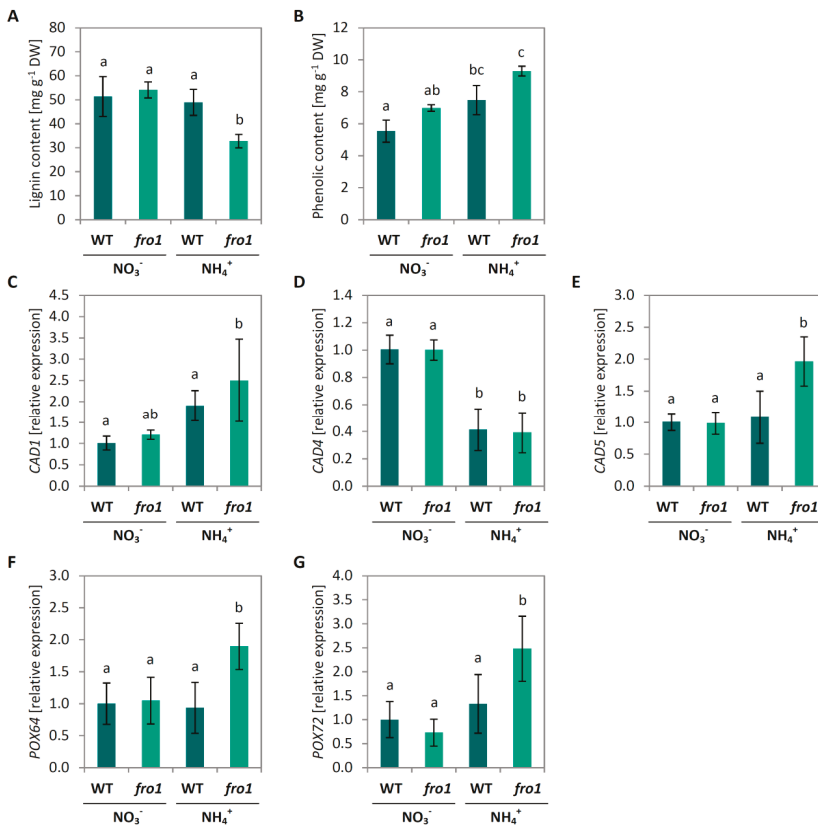 A
Lignin content [mg g⁻¹ DW]
80
70
60
50
40
30
20
10
0
a
a
a
b
WT
fro1
WT
fro1
NO₃⁻
NH₄⁺
B
Phenolic content [mg g⁻¹ DW]
12
10
8
6
4
2
0
a
ab
bc
c
WT
fro1
WT
fro1
NO₃⁻
NH₄⁺
C
CAD1 [relative expression]
4.5
4.0
3.5
3.0
2.5
2.0
1.5
1.0
0.5
0.0
a
ab
a
b
WT
fro1
WT
fro1
NO₃⁻
NH₄⁺
D
CAD4 [relative expression]
1.4
1.2
1.0
0.8
0.6
0.4
0.2
0.0
a
a
b
b
WT
fro1
WT
fro1
NO₃⁻
NH₄⁺
E
CAD5 [relative expression]
3.0
2.5
2.0
1.5
1.0
0.5
0.0
a
a
a
b
WT
fro1
WT
fro1
NO₃⁻
NH₄⁺
F
POX64 [relative expression]
3.0
2.5
2.0
1.5
1.0
0.5
0.0
a
a
a
b
WT
fro1
WT
fro1
NO₃⁻
NH₄⁺
G
POX72 [relative expression]
4.0
3.5
3.0
2.5
2.0
1.5
1.0
0.5
0.0
a
a
a
b
WT
fro1
WT
fro1
NO₃⁻
NH₄⁺